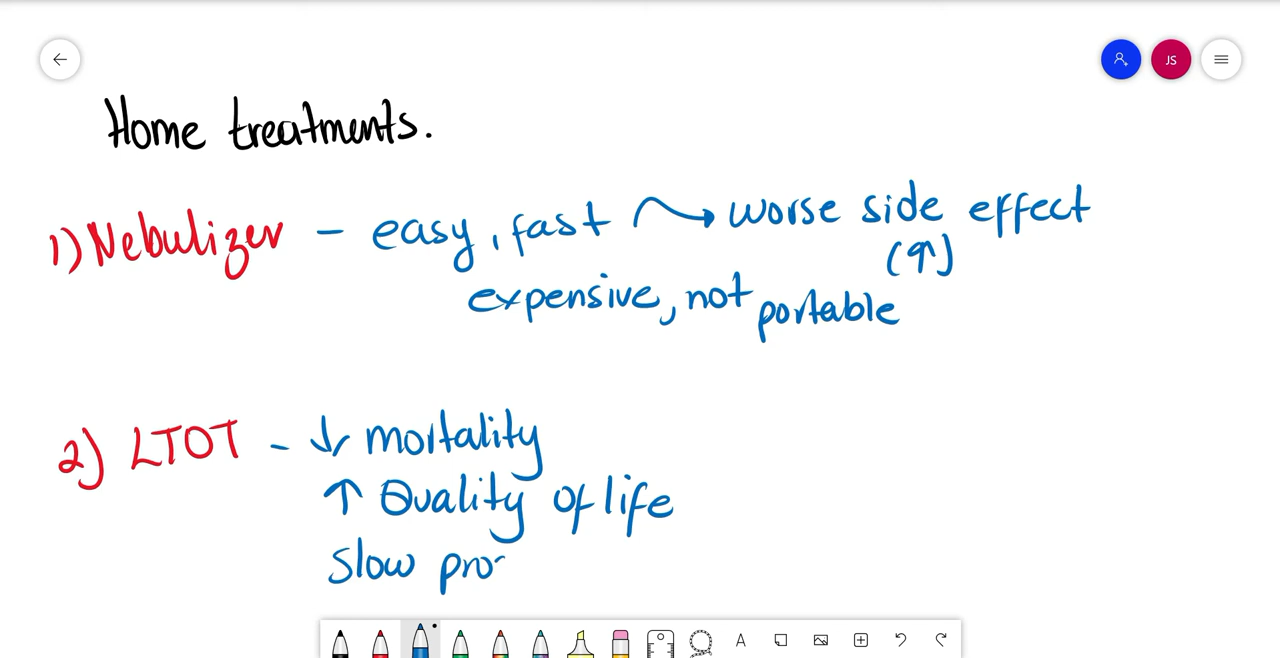 JS
Home treatments.
1) Nebulizer - easy, fast → worse side effect
(↑)
expensive, not portable
2) LTOT - ↓ mortality
↑ Quality of life
Slow pro
A